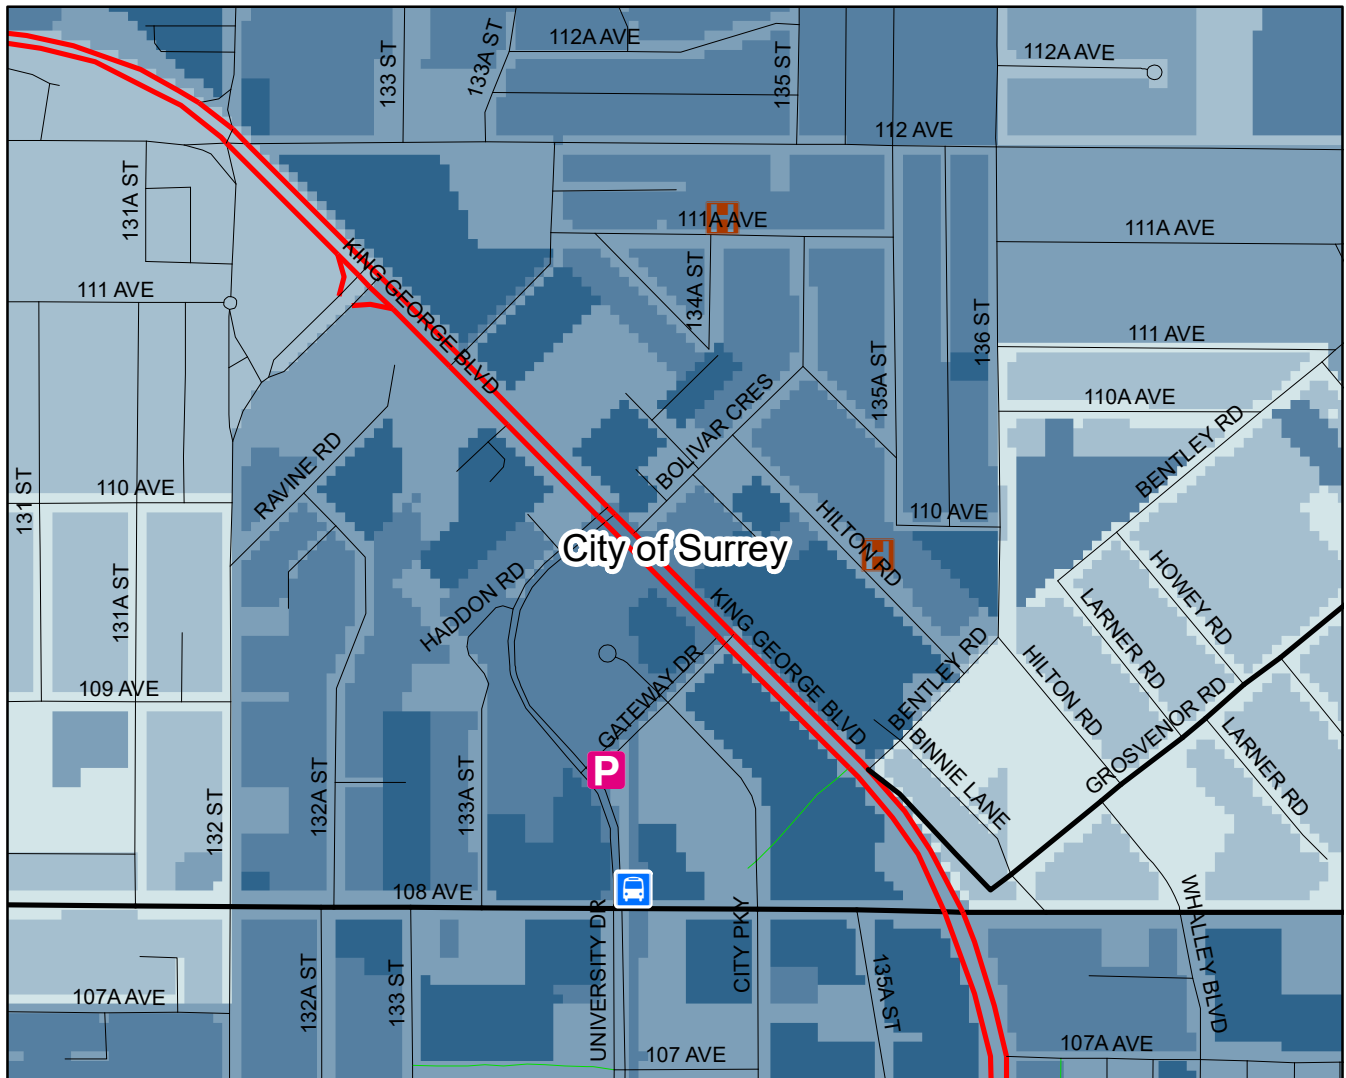 112A AVE
112A AVE
133 ST
133A ST
135 ST
112 AVE
131A ST
111A AVE
111A AVE
134A ST
111 AVE
KING GEORGE BLVD
136 ST
111 AVE
135A ST
110A AVE
BOLIVAR CRES
BENTLEY RD
RAVINE RD
131 ST
110 AVE
110 AVE
HILTON RD
City of Surrey
HOWEY RD
131A ST
HADDON RD
LARNER RD
KING GEORGE BLVD
109 AVE
GATEWAY DR
BENTLEY RD
HILTON RD
GROSVENOR RD
P
BINNIE LANE
LARNER RD
132 ST
132A ST
133A ST
108 AVE
UNIVERSITY DR
CITY PKY
WHALLEY BLVD
107A AVE
132A ST
133 ST
135A ST
107 AVE
107A AVE